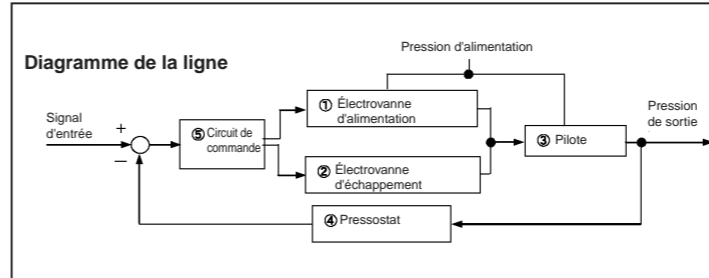 Pression d'alimentation
Diagramme de la ligne
Signal
d'entrée
+
−
⑤ Circuit de
commande
① Électrovanne
d'alimentation
② Électrovanne
d'échappement
③ Pilote
Pression
de sortie
④ Pressostat